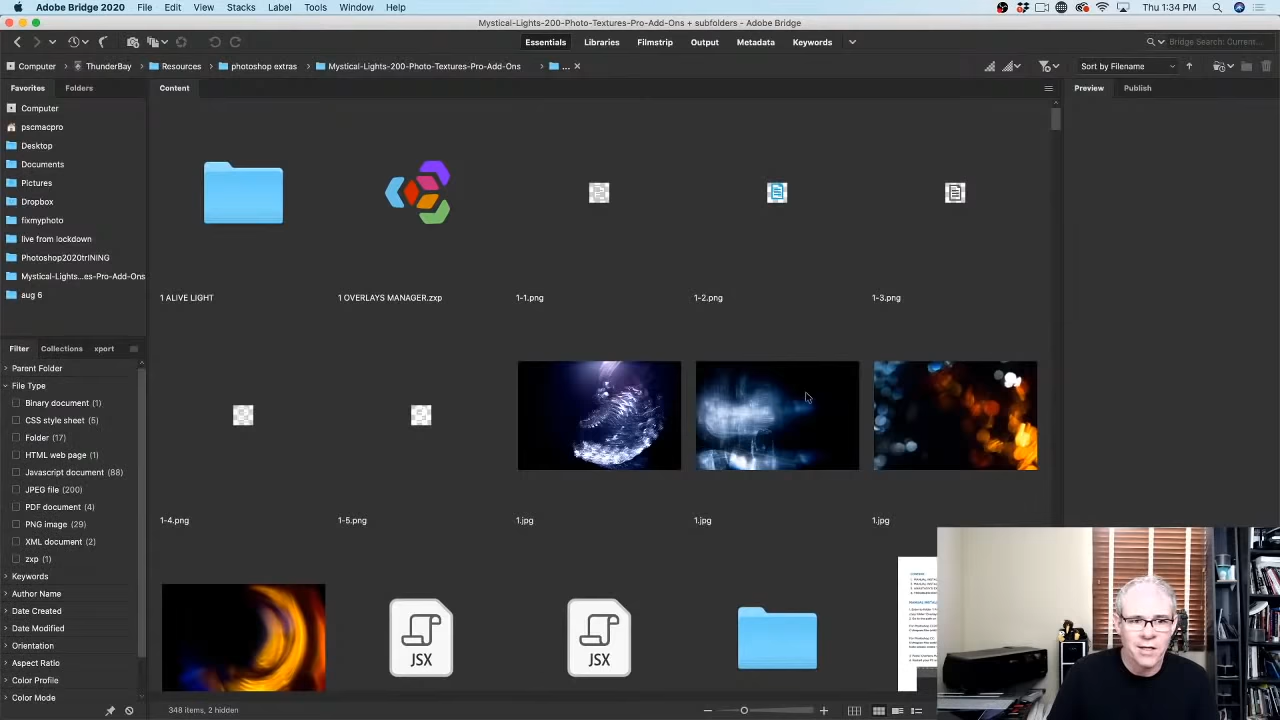 Adobe Bridge 2020 File Edit View Stacks Label Tools Window Help Thu 1:34 PM
Mystical-Lights-200-Photo-Textures-Pro-Add-Ons + subfolders - Adobe Bridge
Essentials Libraries Filmstrip Output Metadata Keywords Bridge Search: Current...
Computer ThunderBay Resources photoshop extras Mystical-Lights-200-Photo-Textures-Pro-Add-Ons ... Sort by Filename
Favorites Folders Content Preview Publish
Computer
pscmacpro
Desktop
Documents
Pictures
Dropbox
fixmyphoto
live from lockdown
Photoshop2020trINING
Mystical-Lights...es-Pro-Add-Ons
aug 6
1 ALIVE LIGHT 1 OVERLAYS MANAGER.zxp 1-1.png 1-2.png 1-3.png
Filter Collections xport
Parent Folder
File Type
Binary document (1)
CSS style sheet (5)
Folder (17)
HTML web page (1)
Javascript document (88)
JPEG file (200)
PDF document (4)
PNG image (29)
XML document (2)
zxp (1)
Keywords
Author Name
Date Created
Date Modified
Orientation
Aspect Ratio
Color Profile
Color Mode
1-4.png 1-5.png 1.jpg 1.jpg 1.jpg
JSX JSX
348 items, 2 hidden